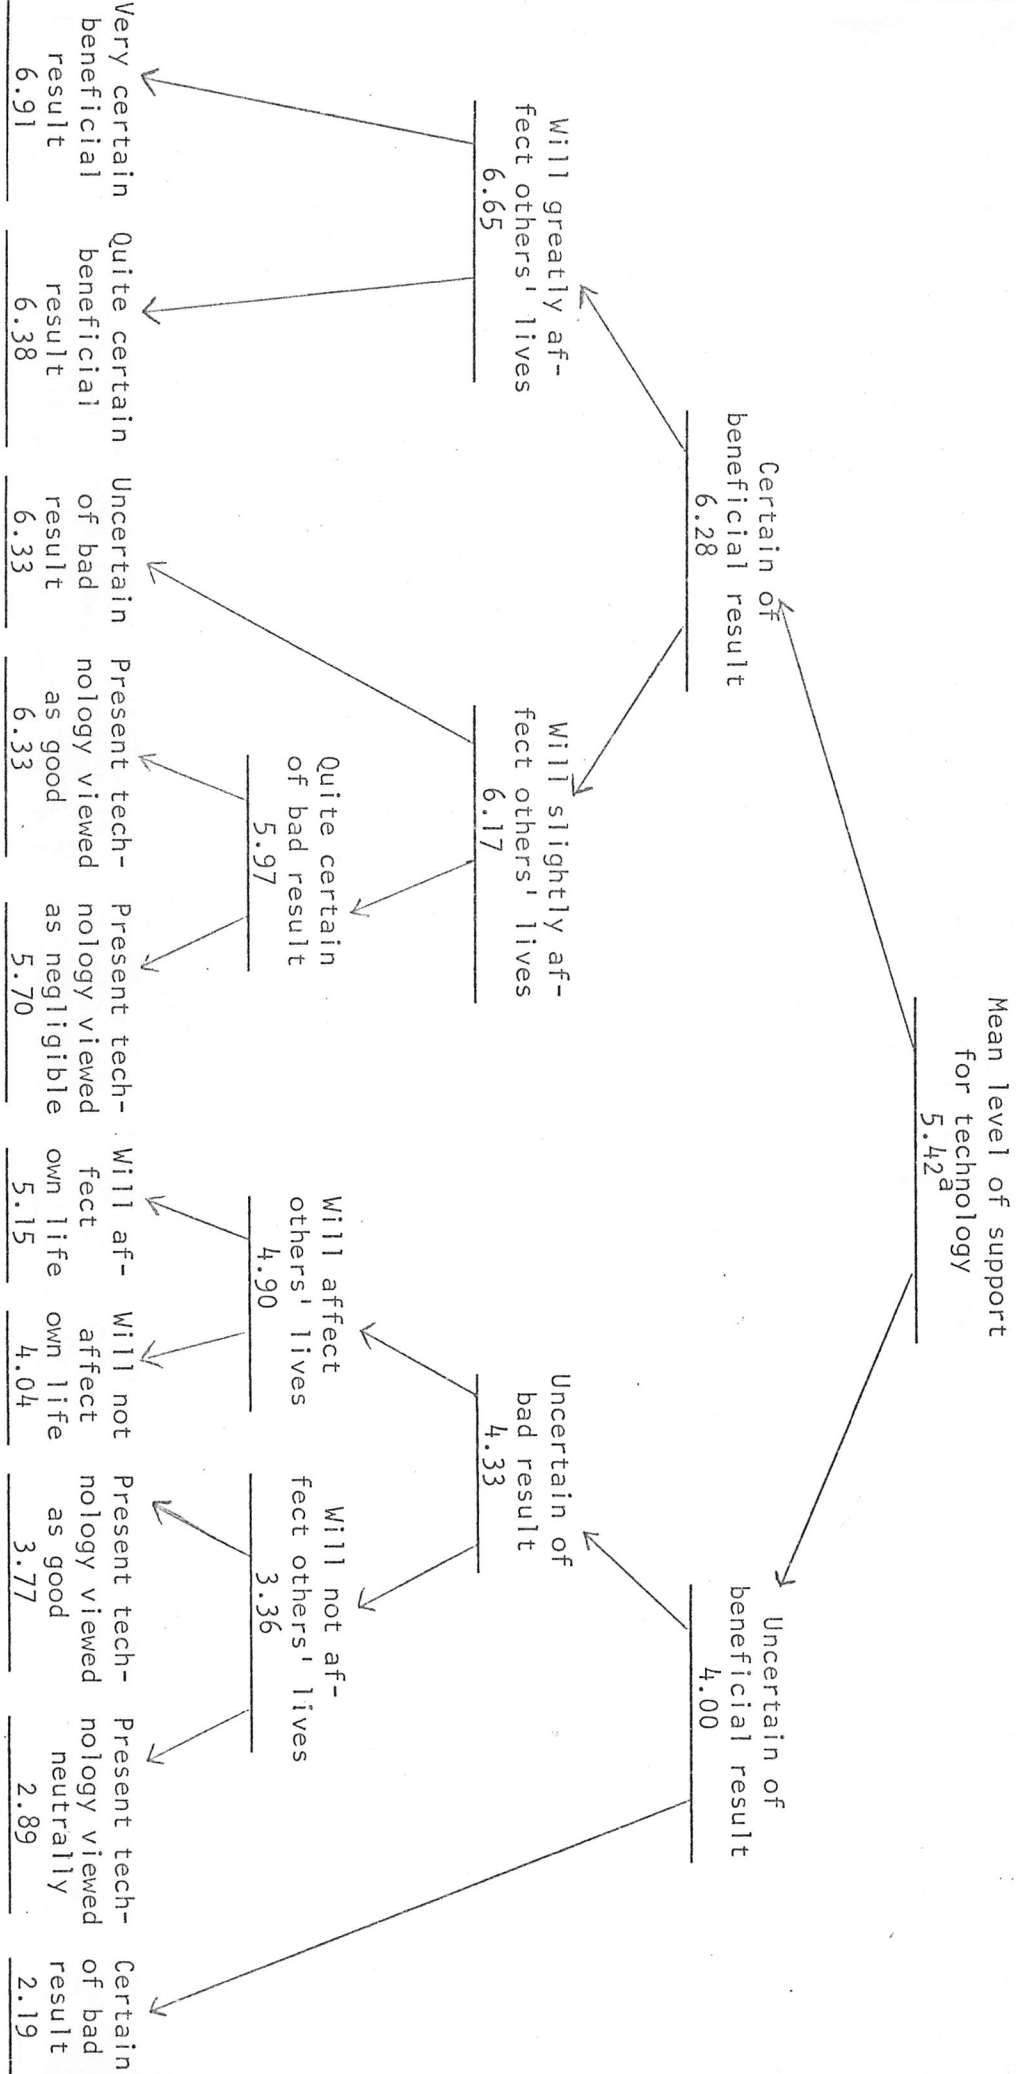 Mean level of support
for technology
5.42a
Certain of
beneficial result
6.28
Uncertain of
beneficial result
4.00
Will greatly af-
fect others' lives
6.65
Will slightly af-
fect others' lives
6.17
Uncertain of
bad result
4.33
Quite certain
of bad result
5.97
Will affect
others' lives
4.90
Will not af-
fect others' lives
3.36
Very certain
beneficial
result
6.91
Quite certain
beneficial
result
6.38
Uncertain
of bad
result
6.33
Present tech-
nology viewed
as good
6.33
Present tech-
nology viewed
as negligible
5.70
Will af-
fect
own life
5.15
Will not
affect
own life
4.04
Present tech-
nology viewed
as good
3.77
Present tech-
nology viewed
neutrally
2.89
Certain
of bad
result
2.19